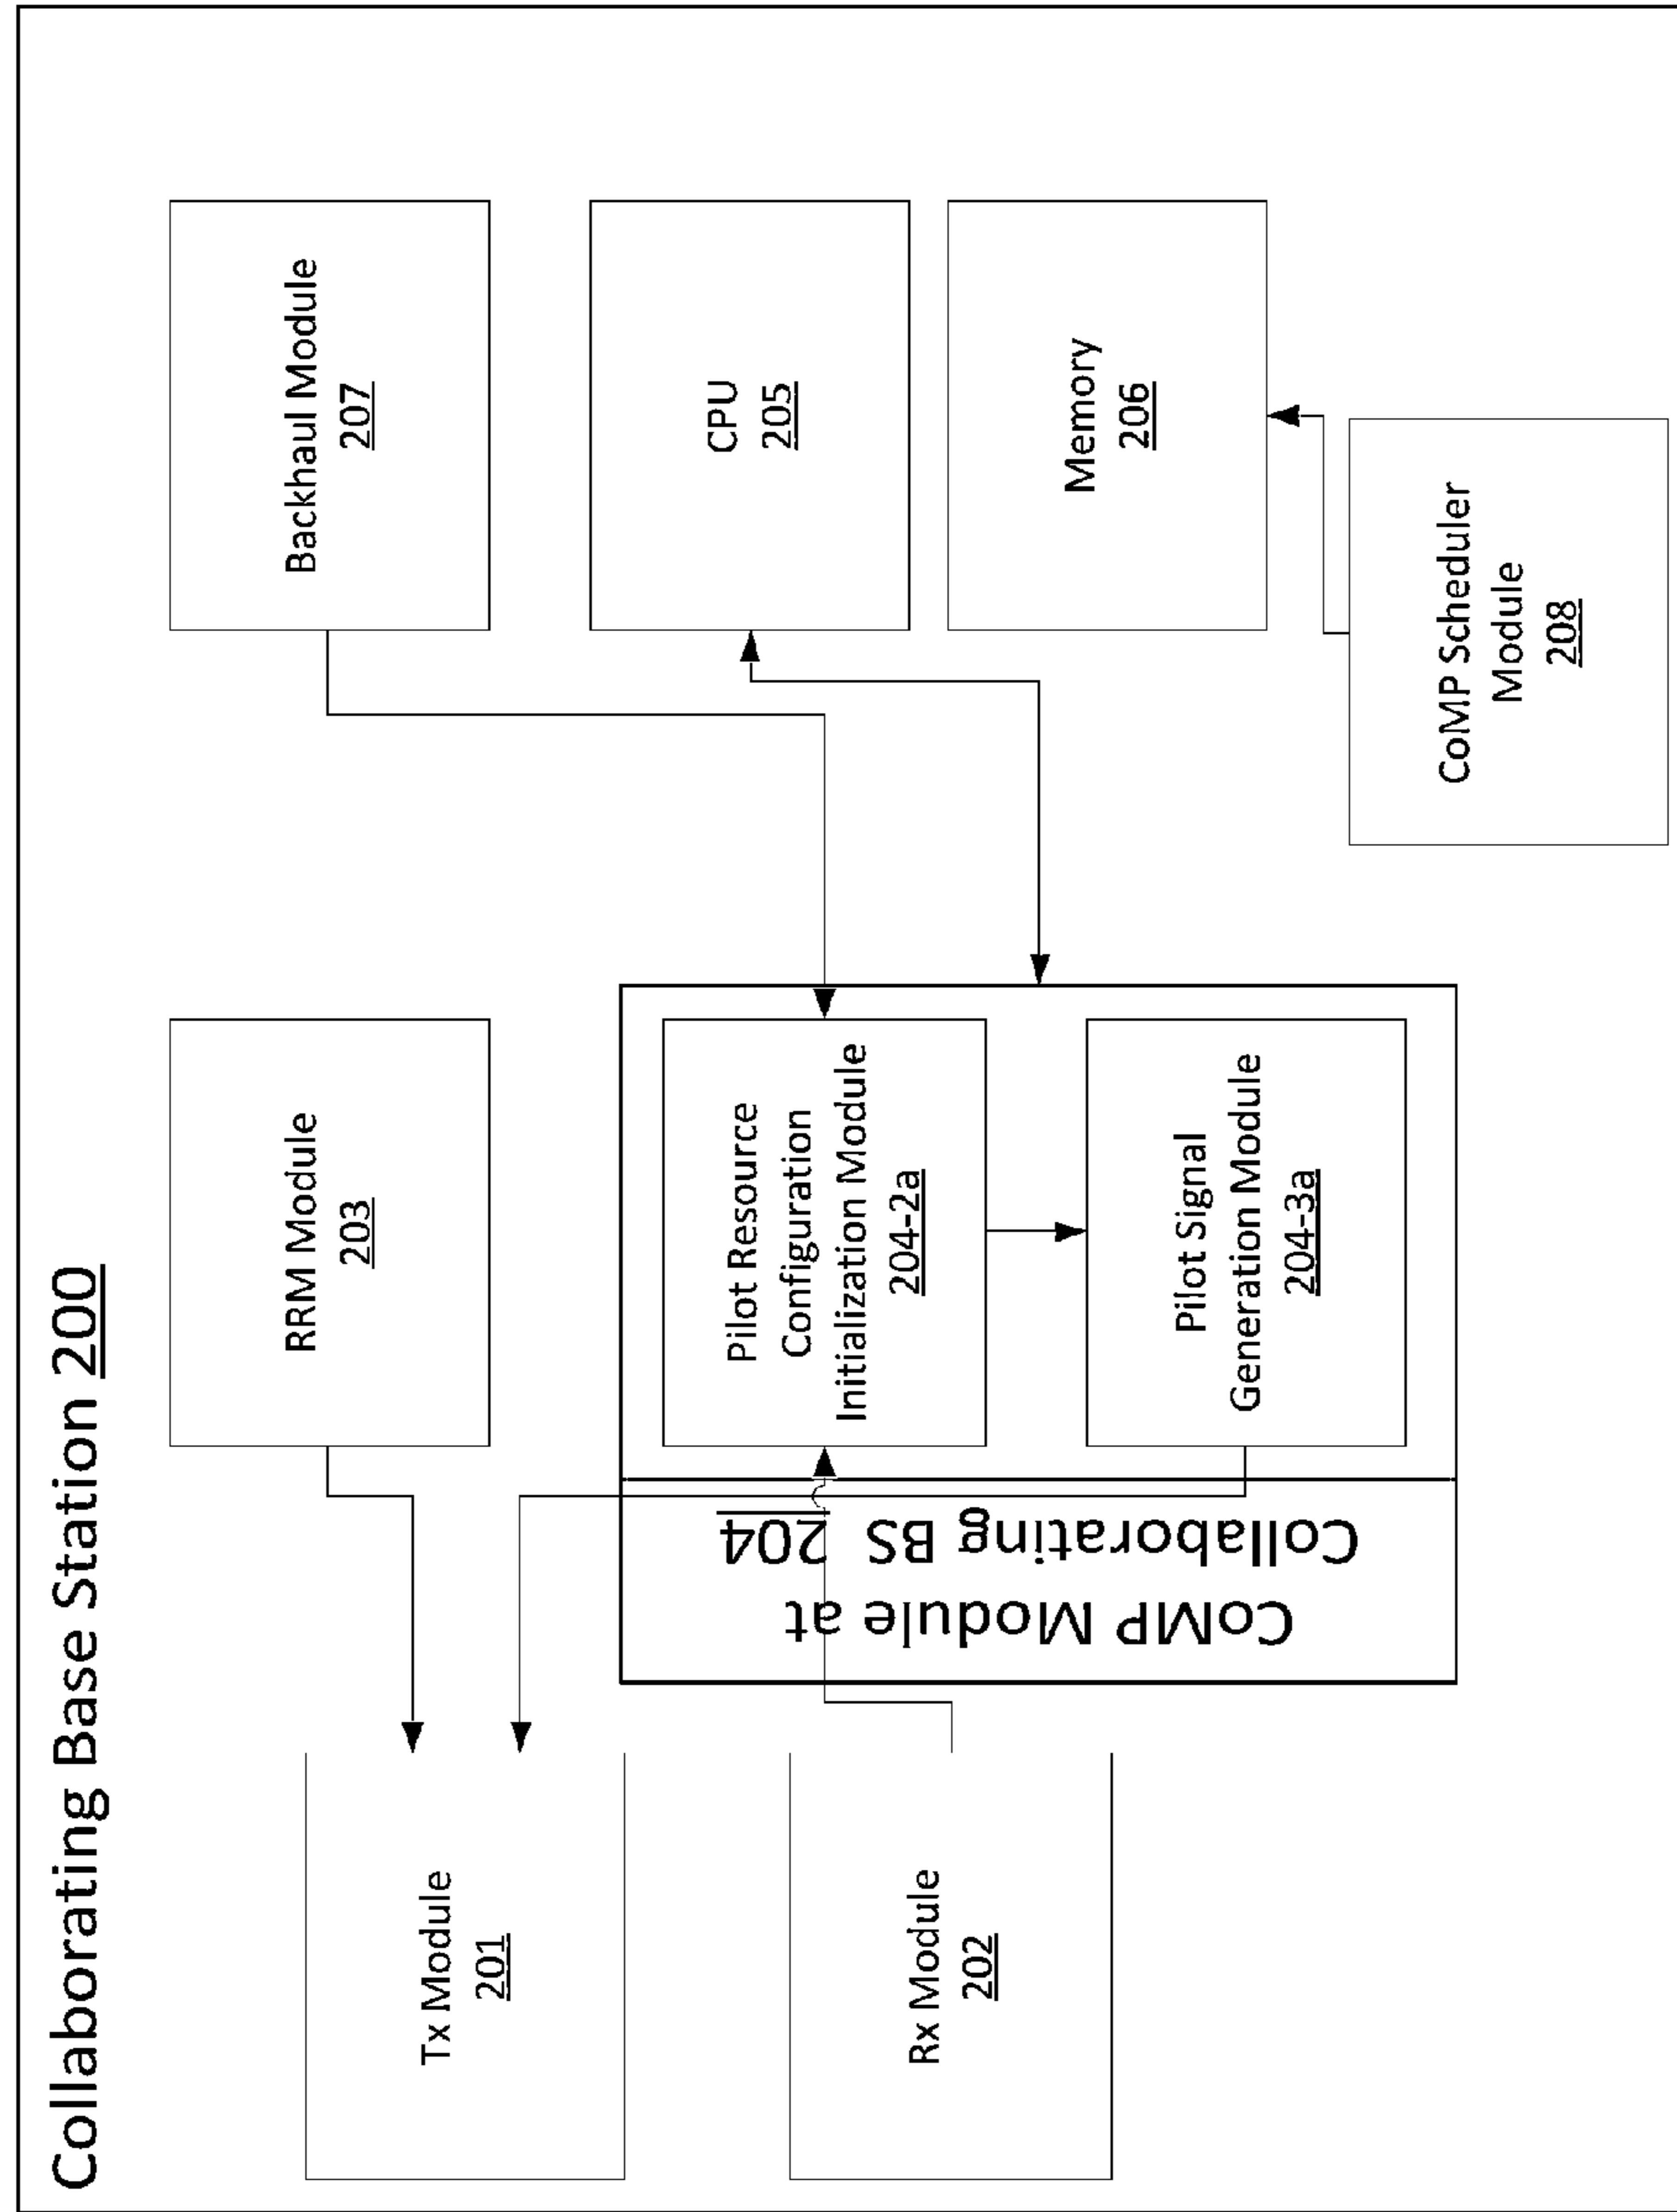 Collaborating Base Station 200
Tx Module
201
Rx Module
202
RRM Module
203
CoMP Module at
Collaborating BS 204
Pilot Resource
Configuration
Initialization Module
204-2a
Pilot Signal
Generation Module
204-3a
Backhaul Module
207
CPU
205
Memory
206
CoMP Scheduler
Module
208